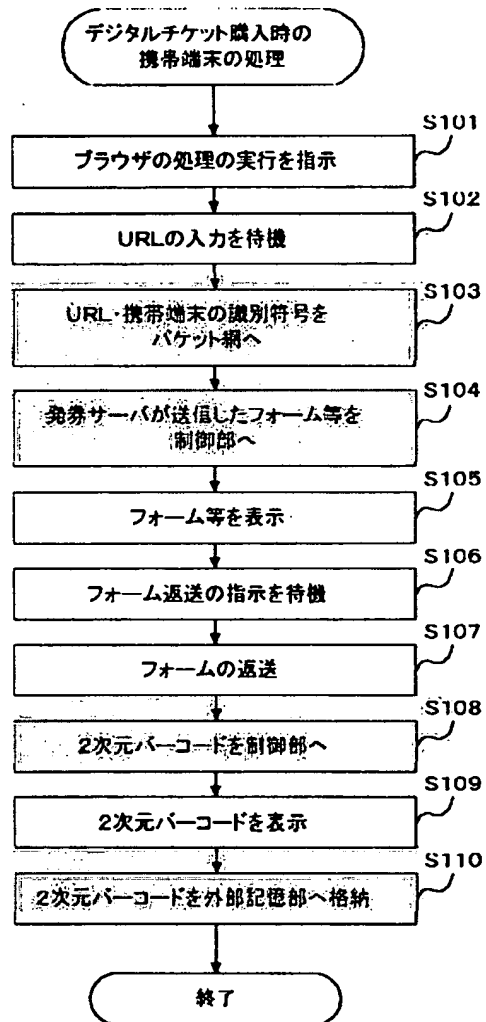 デジタルチケット購入時の
携帯端末の処理
S101
ブラウザの処理の実行を指示
S102
URLの入力を待機
S103
URL・携帯端末の識別符号を
パケット網へ
S104
発券サーバが送信したフォーム等を
制御部へ
S105
フォーム等を表示
S106
フォーム返送の指示を待機
S107
フォームの返送
S108
2次元バーコードを制御部へ
S109
2次元バーコードを表示
S110
2次元バーコードを外部記憶部へ格納
終了